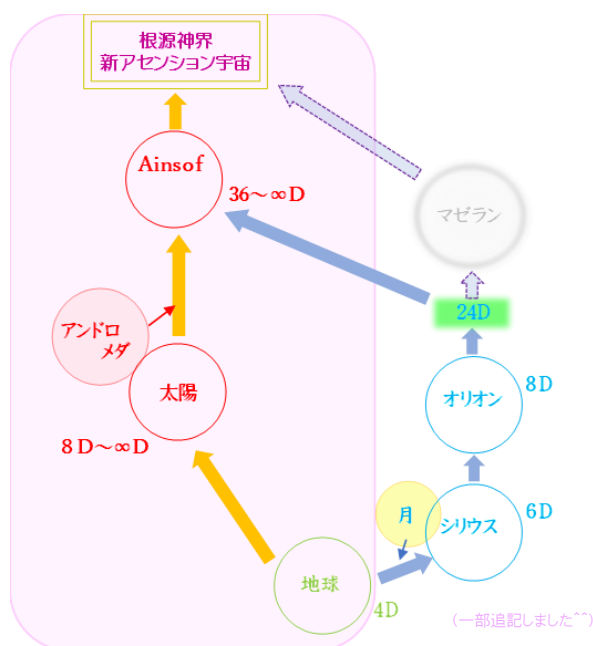 根源神界
新アセンション宇宙
Ainsof
36～∞D
マゼラン
24D
アンドロ
メダ
太陽
オリオン
8D
8D～∞D
月
シリウス
6D
地球
4D
(一部追記しました^^)